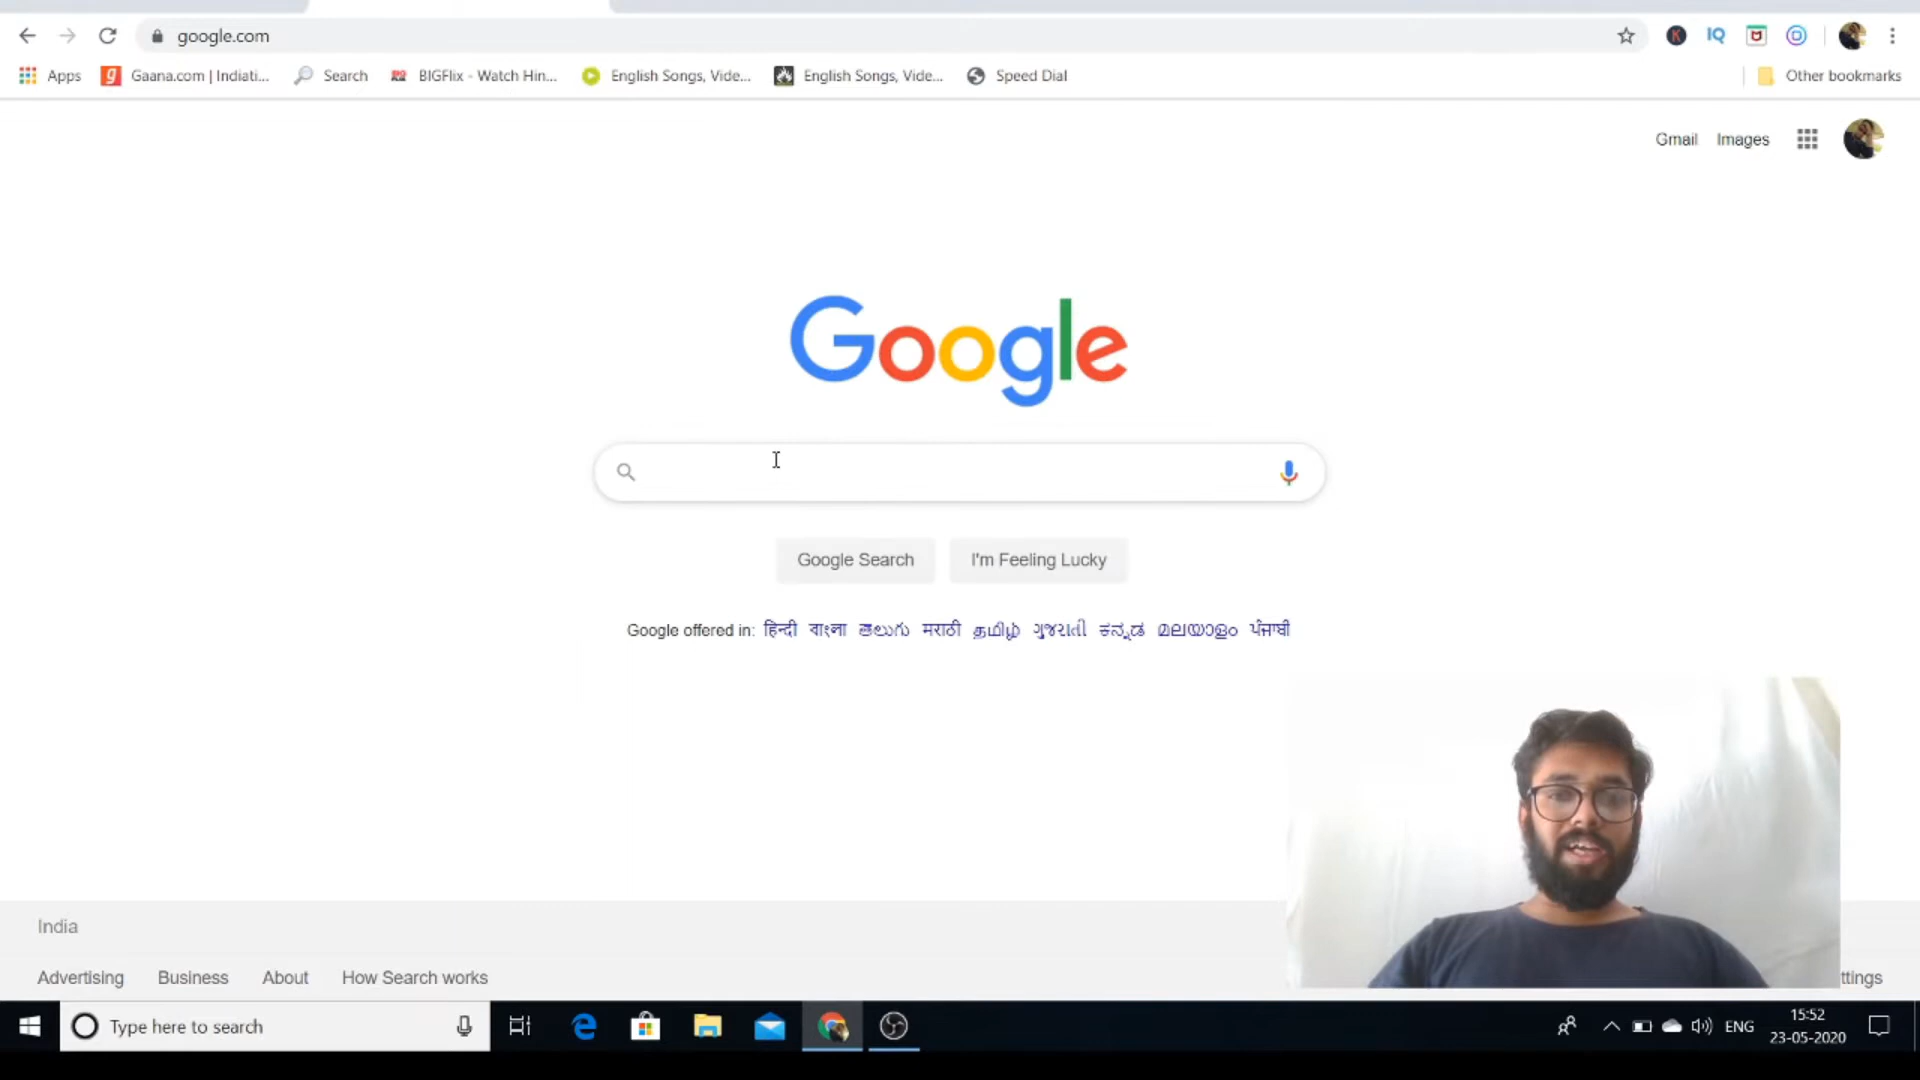 google.com
Apps Gaana.com | Indiati... Search BIGFlix - Watch Hin... English Songs, Vide... English Songs, Vide... Speed Dial Other bookmarks
Gmail Images
Google
Google Search I'm Feeling Lucky
Google offered in: हिन्दी বাংলা తెలుగు मराठी தமிழ் ગુજરાતી ಕನ್ನಡ മലയാളം ਪੰਜਾਬੀ
India
Advertising Business About How Search works ttings
Type here to search ENG 15:52
23-05-2020